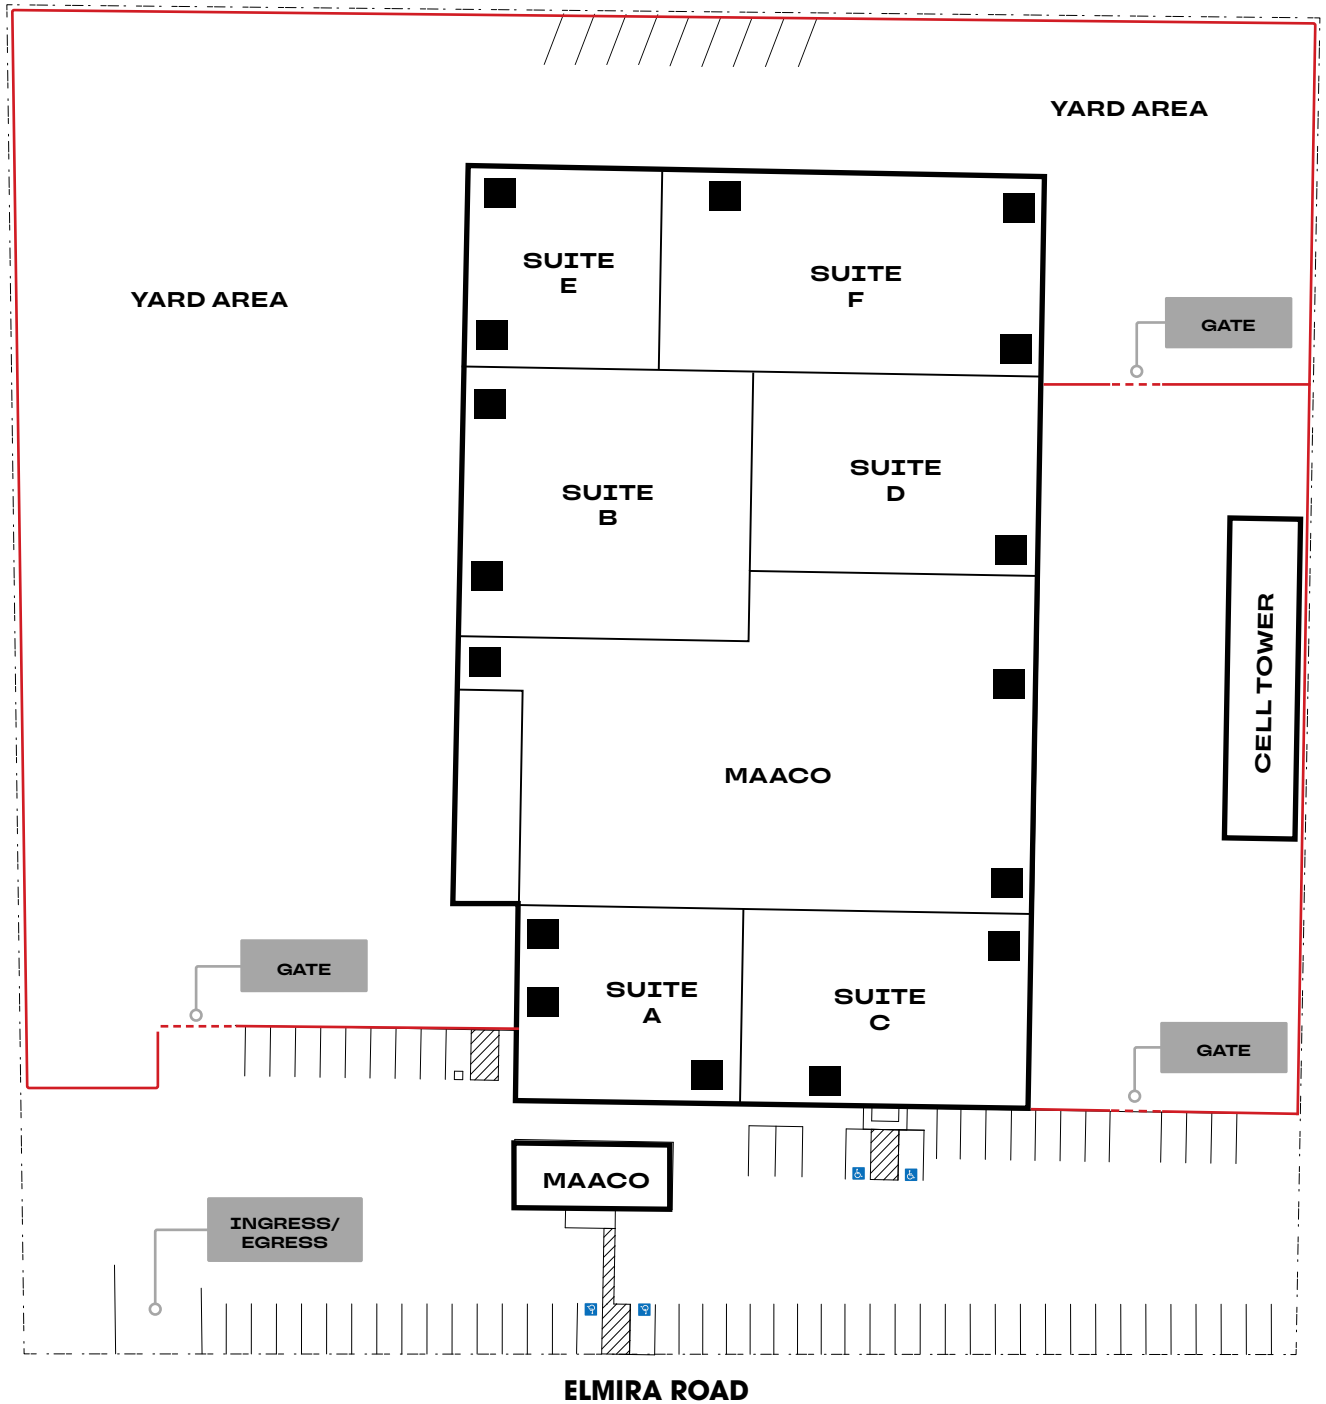 YARD AREA
SUITE
E
SUITE
F
YARD AREA
GATE
SUITE
B
SUITE
D
CELL TOWER
MAACO
GATE
SUITE
A
SUITE
C
GATE
MAACO
INGRESS/
EGRESS
ELMIRA ROAD